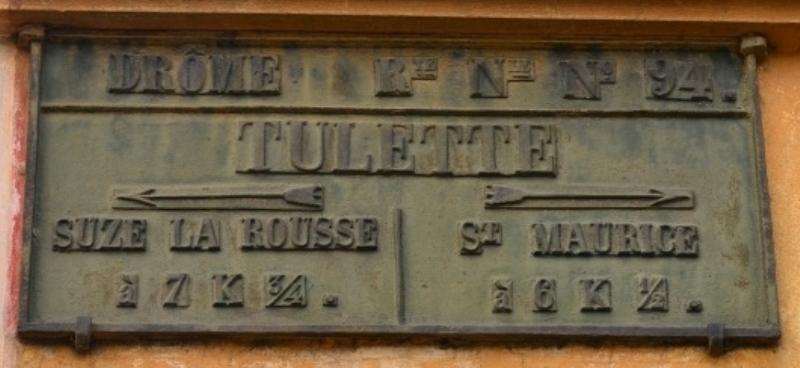 DRÔME RTE NLE Nº 94.
TULETTE
SUZE LA ROUSSE
à 7 K ¾.
ST MAURICE
à 6 K ½.